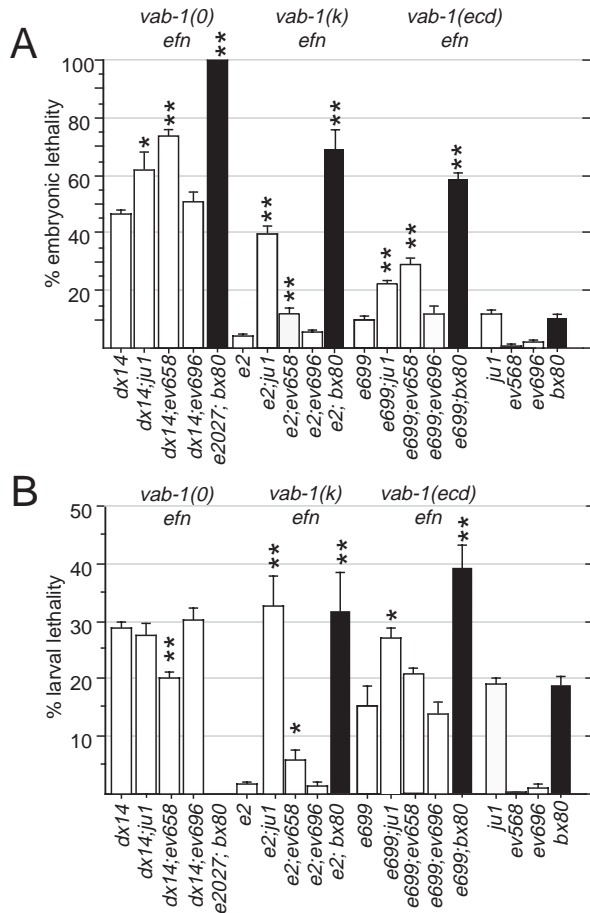 A
vab-1(0)
efn
vab-1(k)
efn
vab-1(ecd)
efn
% embryonic lethality
100
80
60
40
20
*
**
**
**
**
**
**
**
**
dx14
dx14;ju1
dx14;ev658
dx14;ev696
e2027; bx80
e2
e2;ju1
e2;ev658
e2;ev696
e2; bx80
e699
e699;ju1
e699;ev658
e699;ev696
e699;bx80
ju1
ev568
ev696
bx80
B
vab-1(0)
efn
vab-1(k)
efn
vab-1(ecd)
efn
% larval lethality
50
40
30
20
10
**
**
*
**
*
**
dx14
dx14;ju1
dx14;ev658
dx14;ev696
e2027; bx80
e2
e2;ju1
e2;ev658
e2;ev696
e2; bx80
e699
e699;ju1
e699;ev658
e699;ev696
e699;bx80
ju1
ev568
ev696
bx80